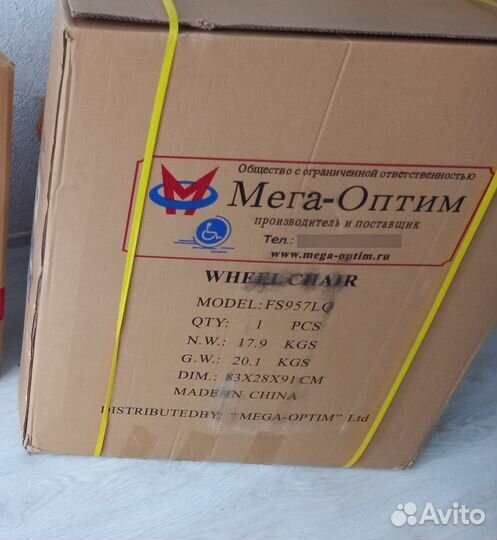 Общество с ограниченной ответственностью
Мега-Оптим
производитель и поставщик
Тел.:
www.mega-optim.ru
WHEEL CHAIR
MODEL:FS957LQ
QTY: 1 PCS
N.W.: 17.9 KGS
G.W.: 20.1 KGS
DIM.: 83X28X91CM
MADE IN CHINA
DISTRIBUTEDBY: “MEGA-OPTIM” Ltd
Avito